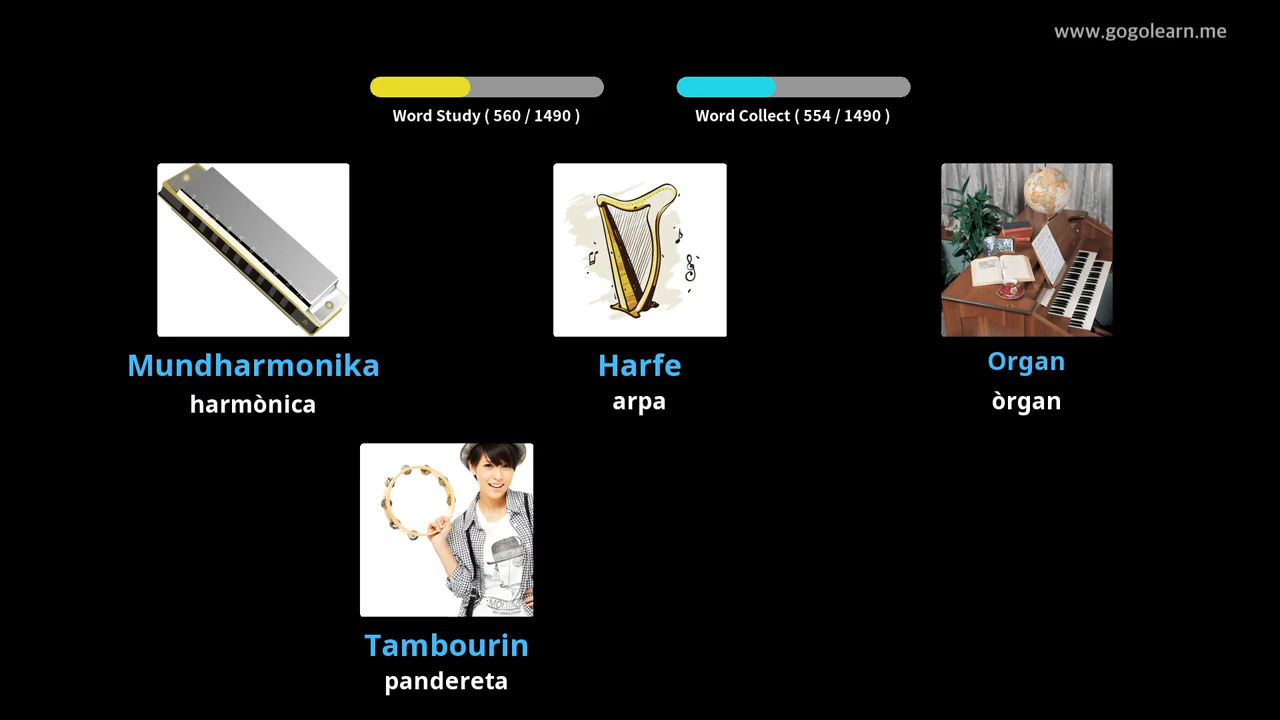 www.gogolearn.me
Word Study ( 560 / 1490 )
Word Collect ( 554 / 1490 )
Mundharmonika
harmònica
Harfe
arpa
Organ
òrgan
Tambourin
pandereta